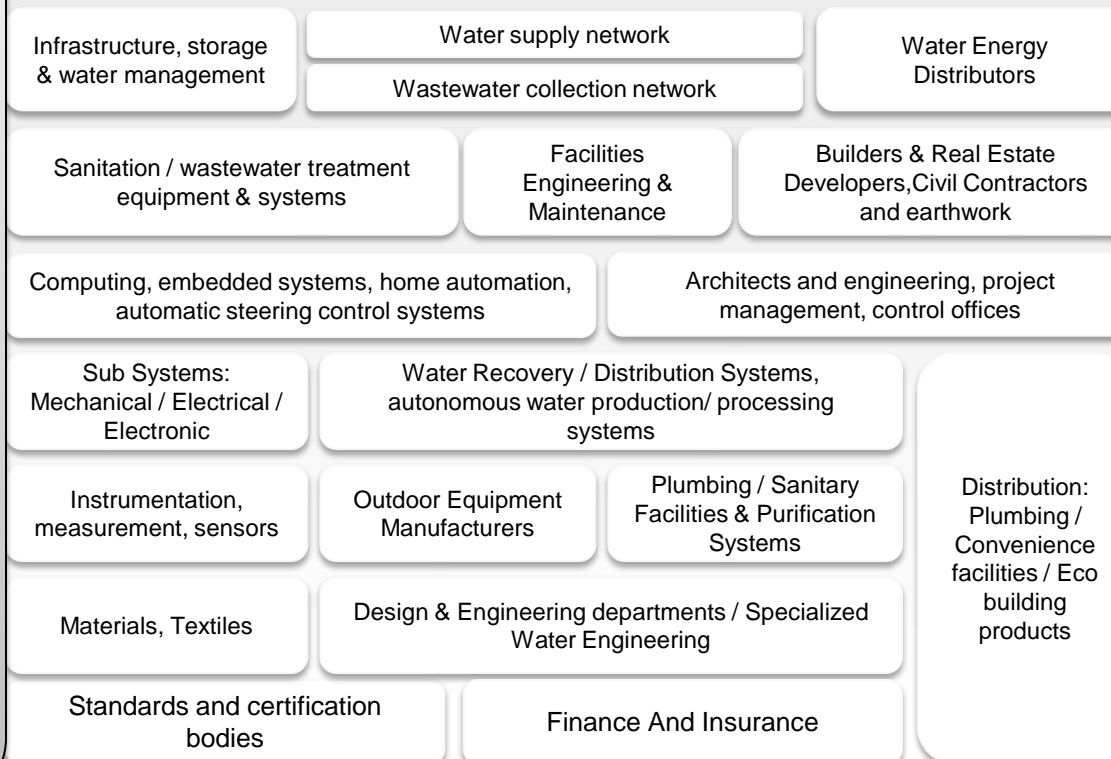 Infrastructure, storage
& water management
Water supply network
Wastewater collection network
Water Energy
Distributors
Sanitation / wastewater treatment
equipment & systems
Facilities
Engineering &
Maintenance
Builders & Real Estate
Developers,Civil Contractors
and earthwork
Computing, embedded systems, home automation,
automatic steering control systems
Architects and engineering, project
management, control offices
Sub Systems:
Mechanical / Electrical /
Electronic
Water Recovery / Distribution Systems,
autonomous water production/ processing
systems
Instrumentation,
measurement, sensors
Outdoor Equipment
Manufacturers
Plumbing / Sanitary
Facilities & Purification
Systems
Distribution:
Plumbing /
Convenience
facilities / Eco
building
products
Materials, Textiles
Design & Engineering departments / Specialized
Water Engineering
Standards and certification
bodies
Finance And Insurance